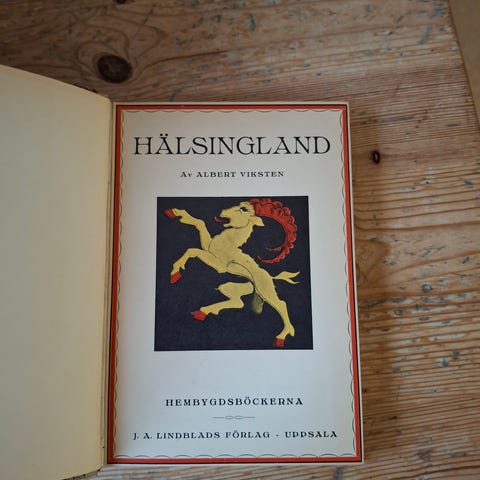 HÄLSINGLAND
Av ALBERT VIKSTEN
HEMBYGDSBÖCKERNA
J. A. LINDBLADS FÖRLAG · UPPSALA